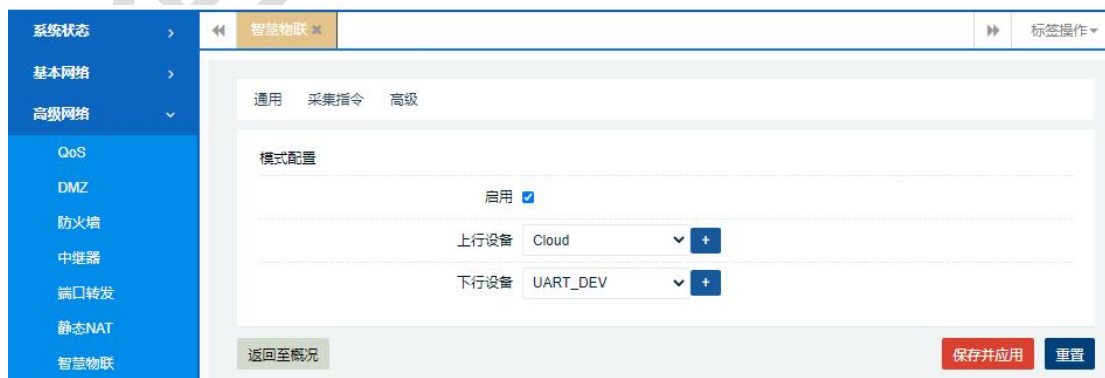 系统状态
智慧物联
标签操作
基本网络
通用 采集指令 高级
高级网络
QoS
模式配置
DMZ
启用
防火墙
上行设备 Cloud +
中继器
下行设备 UART_DEV +
端口转发
静态NAT
返回至概况 保存并应用 重置
智慧物联